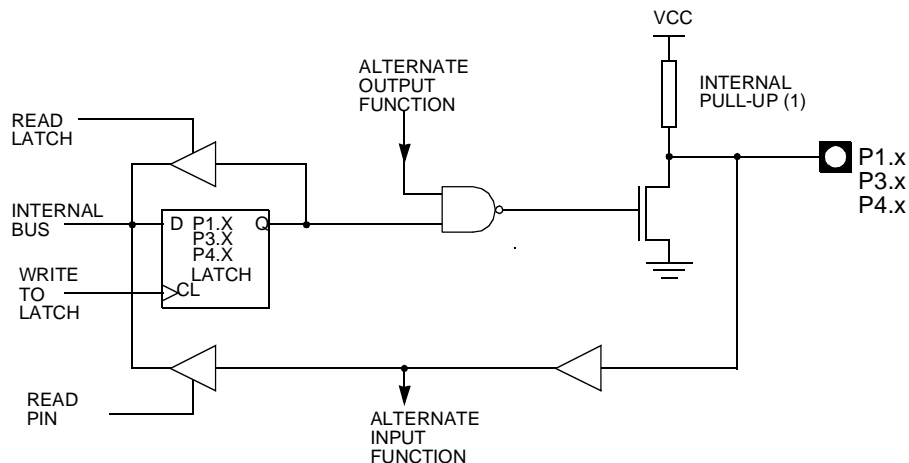 VCC
ALTERNATE
OUTPUT
FUNCTION
INTERNAL
PULL-UP (1)
READ
LATCH
P1.x
P3.x
P4.x
INTERNAL
BUS
D P1.X Q
P3.X
P4.X
LATCH
CL
WRITE
TO
LATCH
READ
PIN
ALTERNATE
INPUT
FUNCTION